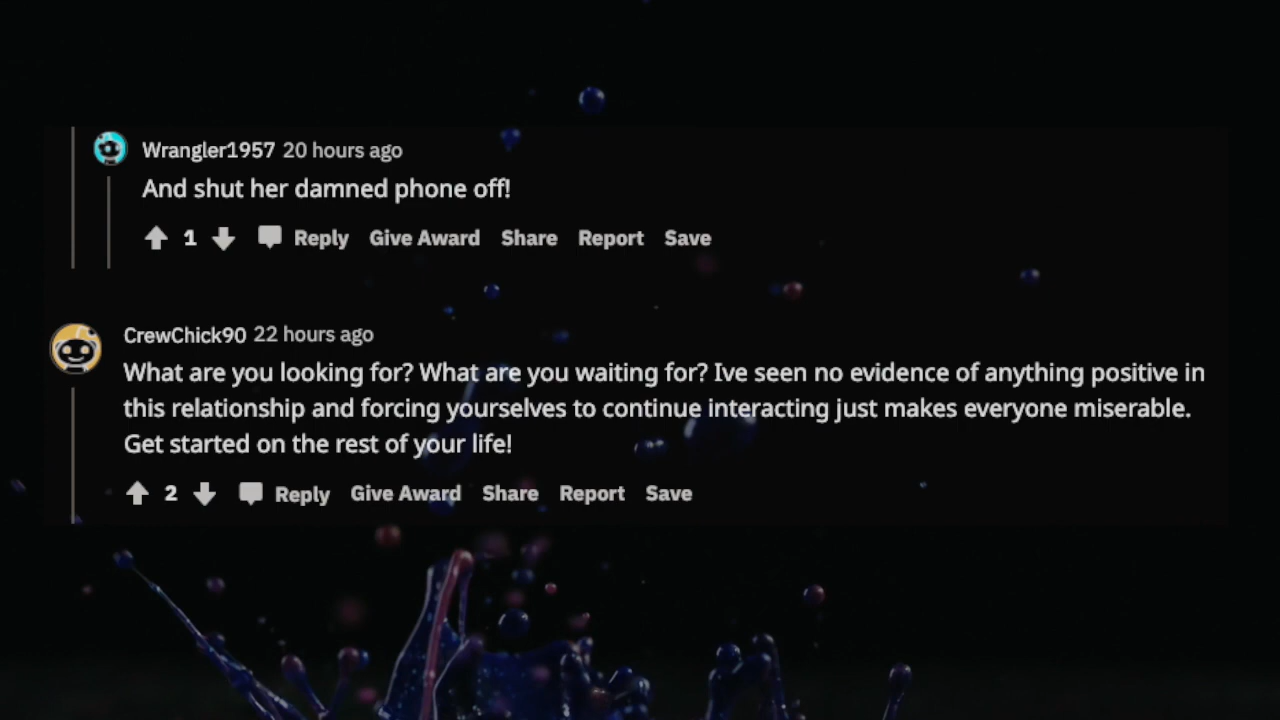 Wrangler1957 20 hours ago
And shut her damned phone off!
1 Reply Give Award Share Report Save
CrewChick90 22 hours ago
What are you looking for? What are you waiting for? Ive seen no evidence of anything positive in
this relationship and forcing yourselves to continue interacting just makes everyone miserable.
Get started on the rest of your life!
2 Reply Give Award Share Report Save